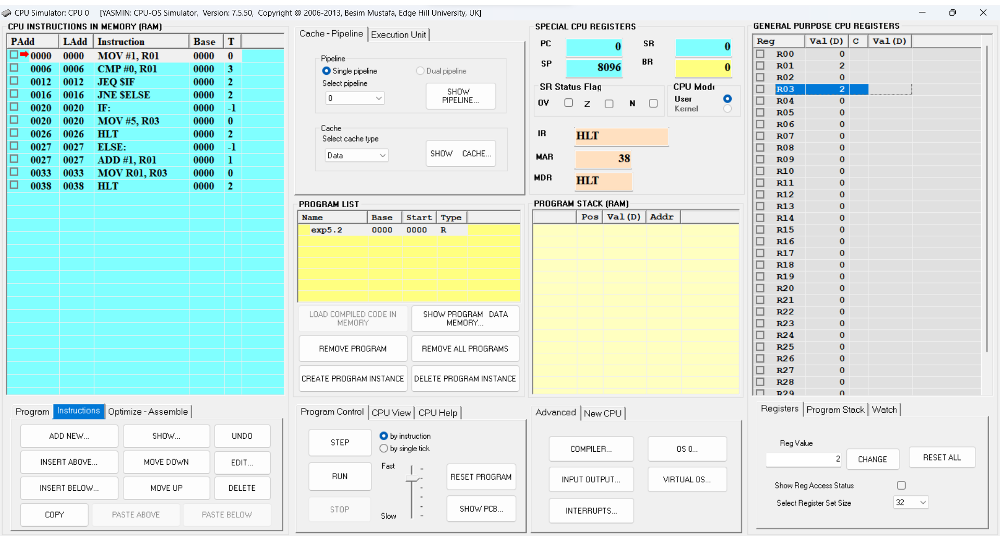 CPU Simulator: CPU 0 [YASMIN: CPU-OS Simulator, Version: 7.5.50, Copyright @ 2006-2013, Besim Mustafa, Edge Hill University, UK]
CPU INSTRUCTIONS IN MEMORY (RAM)
PAdd LAdd Instruction Base T
0000 0000 MOV #1, R01 0000 0
0006 0006 CMP #0, R01 0000 3
0012 0012 JEQ $IF 0000 2
0016 0016 JNE $ELSE 0000 2
0020 0020 IF: 0000 -1
0020 0020 MOV #5, R03 0000 0
0026 0026 HLT 0000 2
0027 0027 ELSE: 0000 -1
0027 0027 ADD #1, R01 0000 1
0033 0033 MOV R01, R03 0000 0
0038 0038 HLT 0000 2
Program Instructions Optimize - Assemble
ADD NEW... SHOW... UNDO
INSERT ABOVE... MOVE DOWN EDIT...
INSERT BELOW... MOVE UP DELETE
COPY PASTE ABOVE PASTE BELOW
Cache - Pipeline Execution Unit
Pipeline
Single pipeline Dual pipeline
Select pipeline
0
SHOW
PIPELINE...
Cache
Select cache type
Data
SHOW CACHE...
PROGRAM LIST
Name Base Start Type
exp5.2 0000 0000 R
LOAD COMPILED CODE IN
MEMORY
SHOW PROGRAM DATA
MEMORY...
REMOVE PROGRAM REMOVE ALL PROGRAMS
CREATE PROGRAM INSTANCE DELETE PROGRAM INSTANCE
Program Control CPU View CPU Help
STEP
by instruction
by single tick
RUN
Fast
Slow
RESET PROGRAM
STOP
SHOW PCB...
SPECIAL CPU REGISTERS
PC 0 SR 0
SP 8096 BR 0
SR Status Flag
OV Z N
CPU Mod
User
Kernel
IR HLT
MAR 38
MDR HLT
PROGRAM STACK (RAM)
Pos Val (D) Addr
Advanced New CPU
COMPILER... OS 0...
INPUT OUTPUT... VIRTUAL OS...
INTERRUPTS...
GENERAL PURPOSE CPU REGISTERS
Reg Val (D) C Val (D)
R00 0
R01 2
R02 0
R03 2
R04 0
R05 0
R06 0
R07 0
R08 0
R09 0
R10 0
R11 0
R12 0
R13 0
R14 0
R15 0
R16 0
R17 0
R18 0
R19 0
R20 0
R21 0
R22 0
R23 0
R24 0
R25 0
R26 0
R27 0
R28 0
R29 0
Registers Program Stack Watch
Reg Value
2
CHANGE RESET ALL
Show Reg Access Status
Select Register Set Size 32